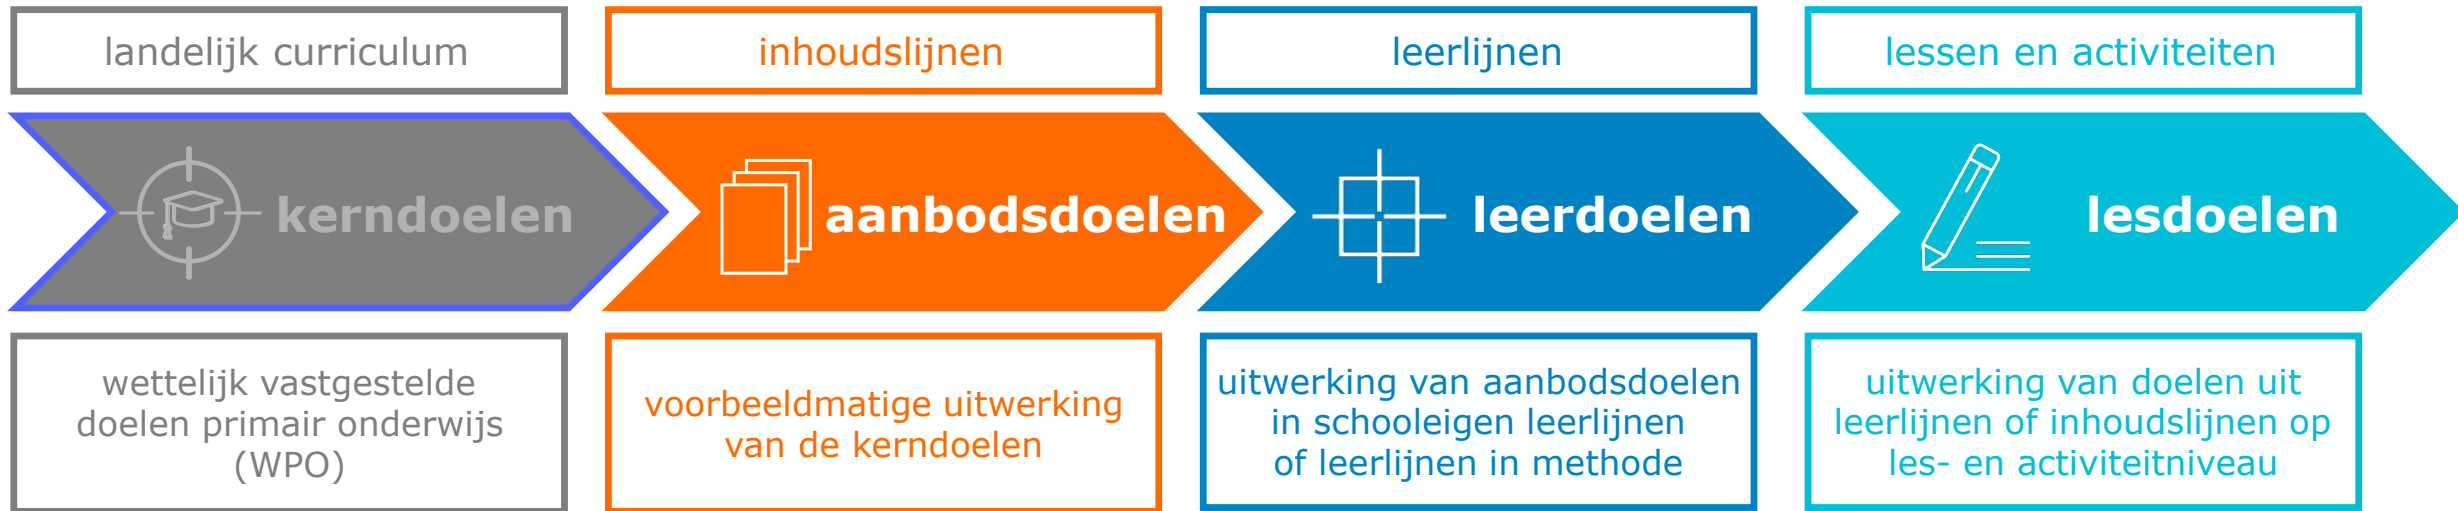 landelijk curriculum
inhoudslijnen
leerlijnen
lessen en activiteiten
kerndoelen
aanbodsdoelen
leerdoelen
lesdoelen
wettelijk vastgestelde
doelen primair onderwijs
(WPO)
voorbeeldmatige uitwerking
van de kerndoelen
uitwerking van aanbodsdoelen
in schooleigen leerlijnen
of leerlijnen in methode
uitwerking van doelen uit
leerlijnen of inhoudslijnen op
les- en activiteitniveau